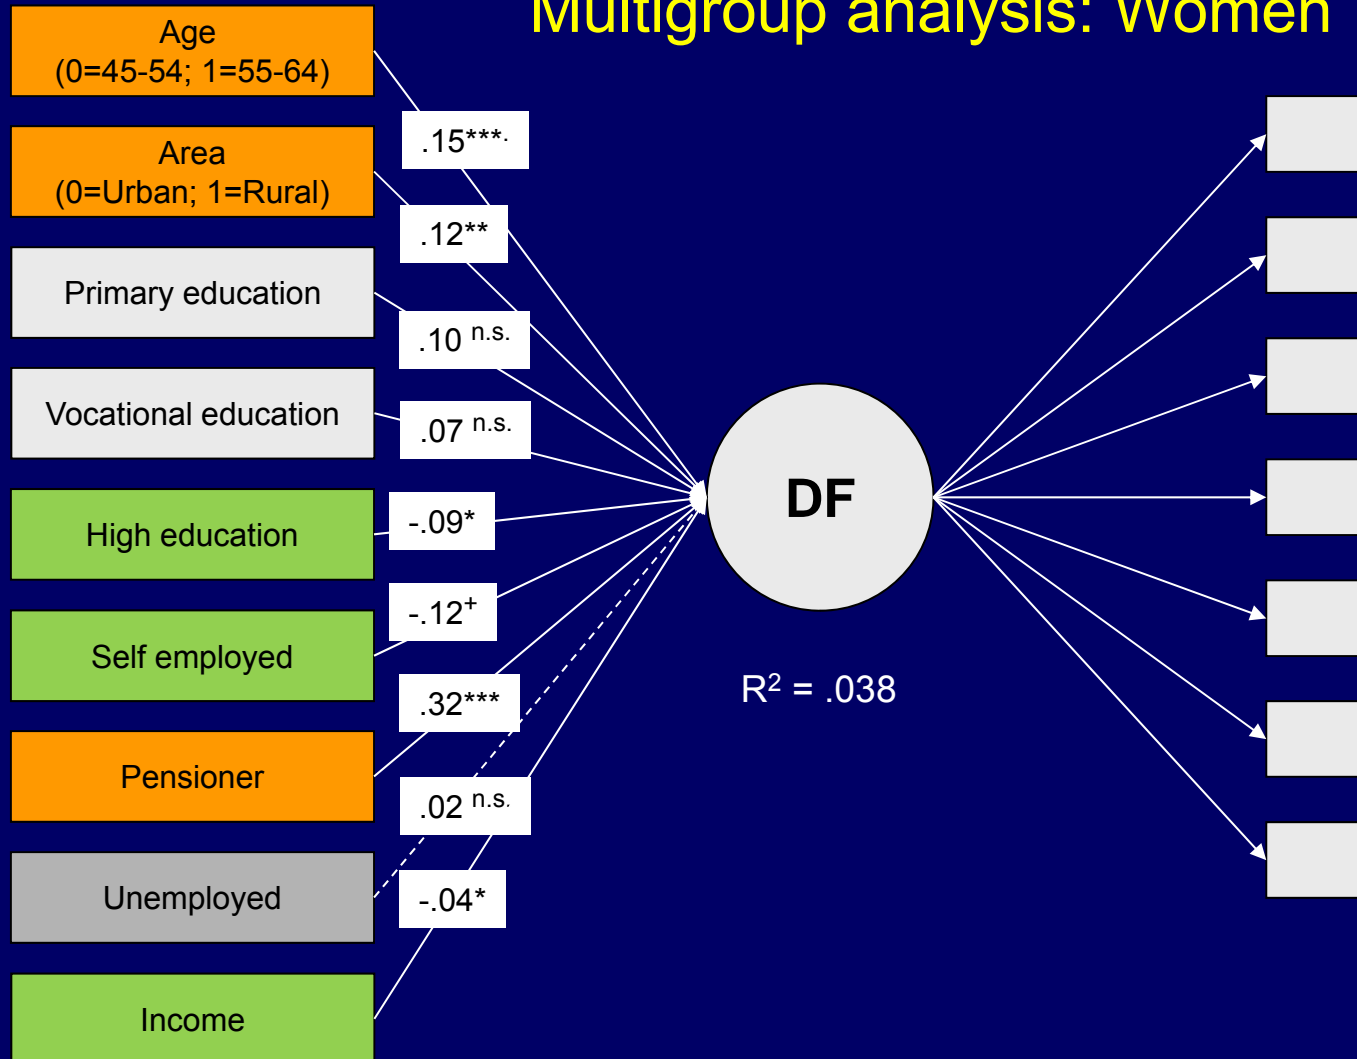 Multigroup analysis: Women
Age
(0=45-54; 1=55-64)
.15***.
Area
(0=Urban; 1=Rural)
.12**
Primary education
.10 n.s.
Vocational education
.07 n.s.
High education
-.09*
DF
Self employed
-.12+
R² = .038
.32***
Pensioner
.02 n.s.
Unemployed
-.04*
Income